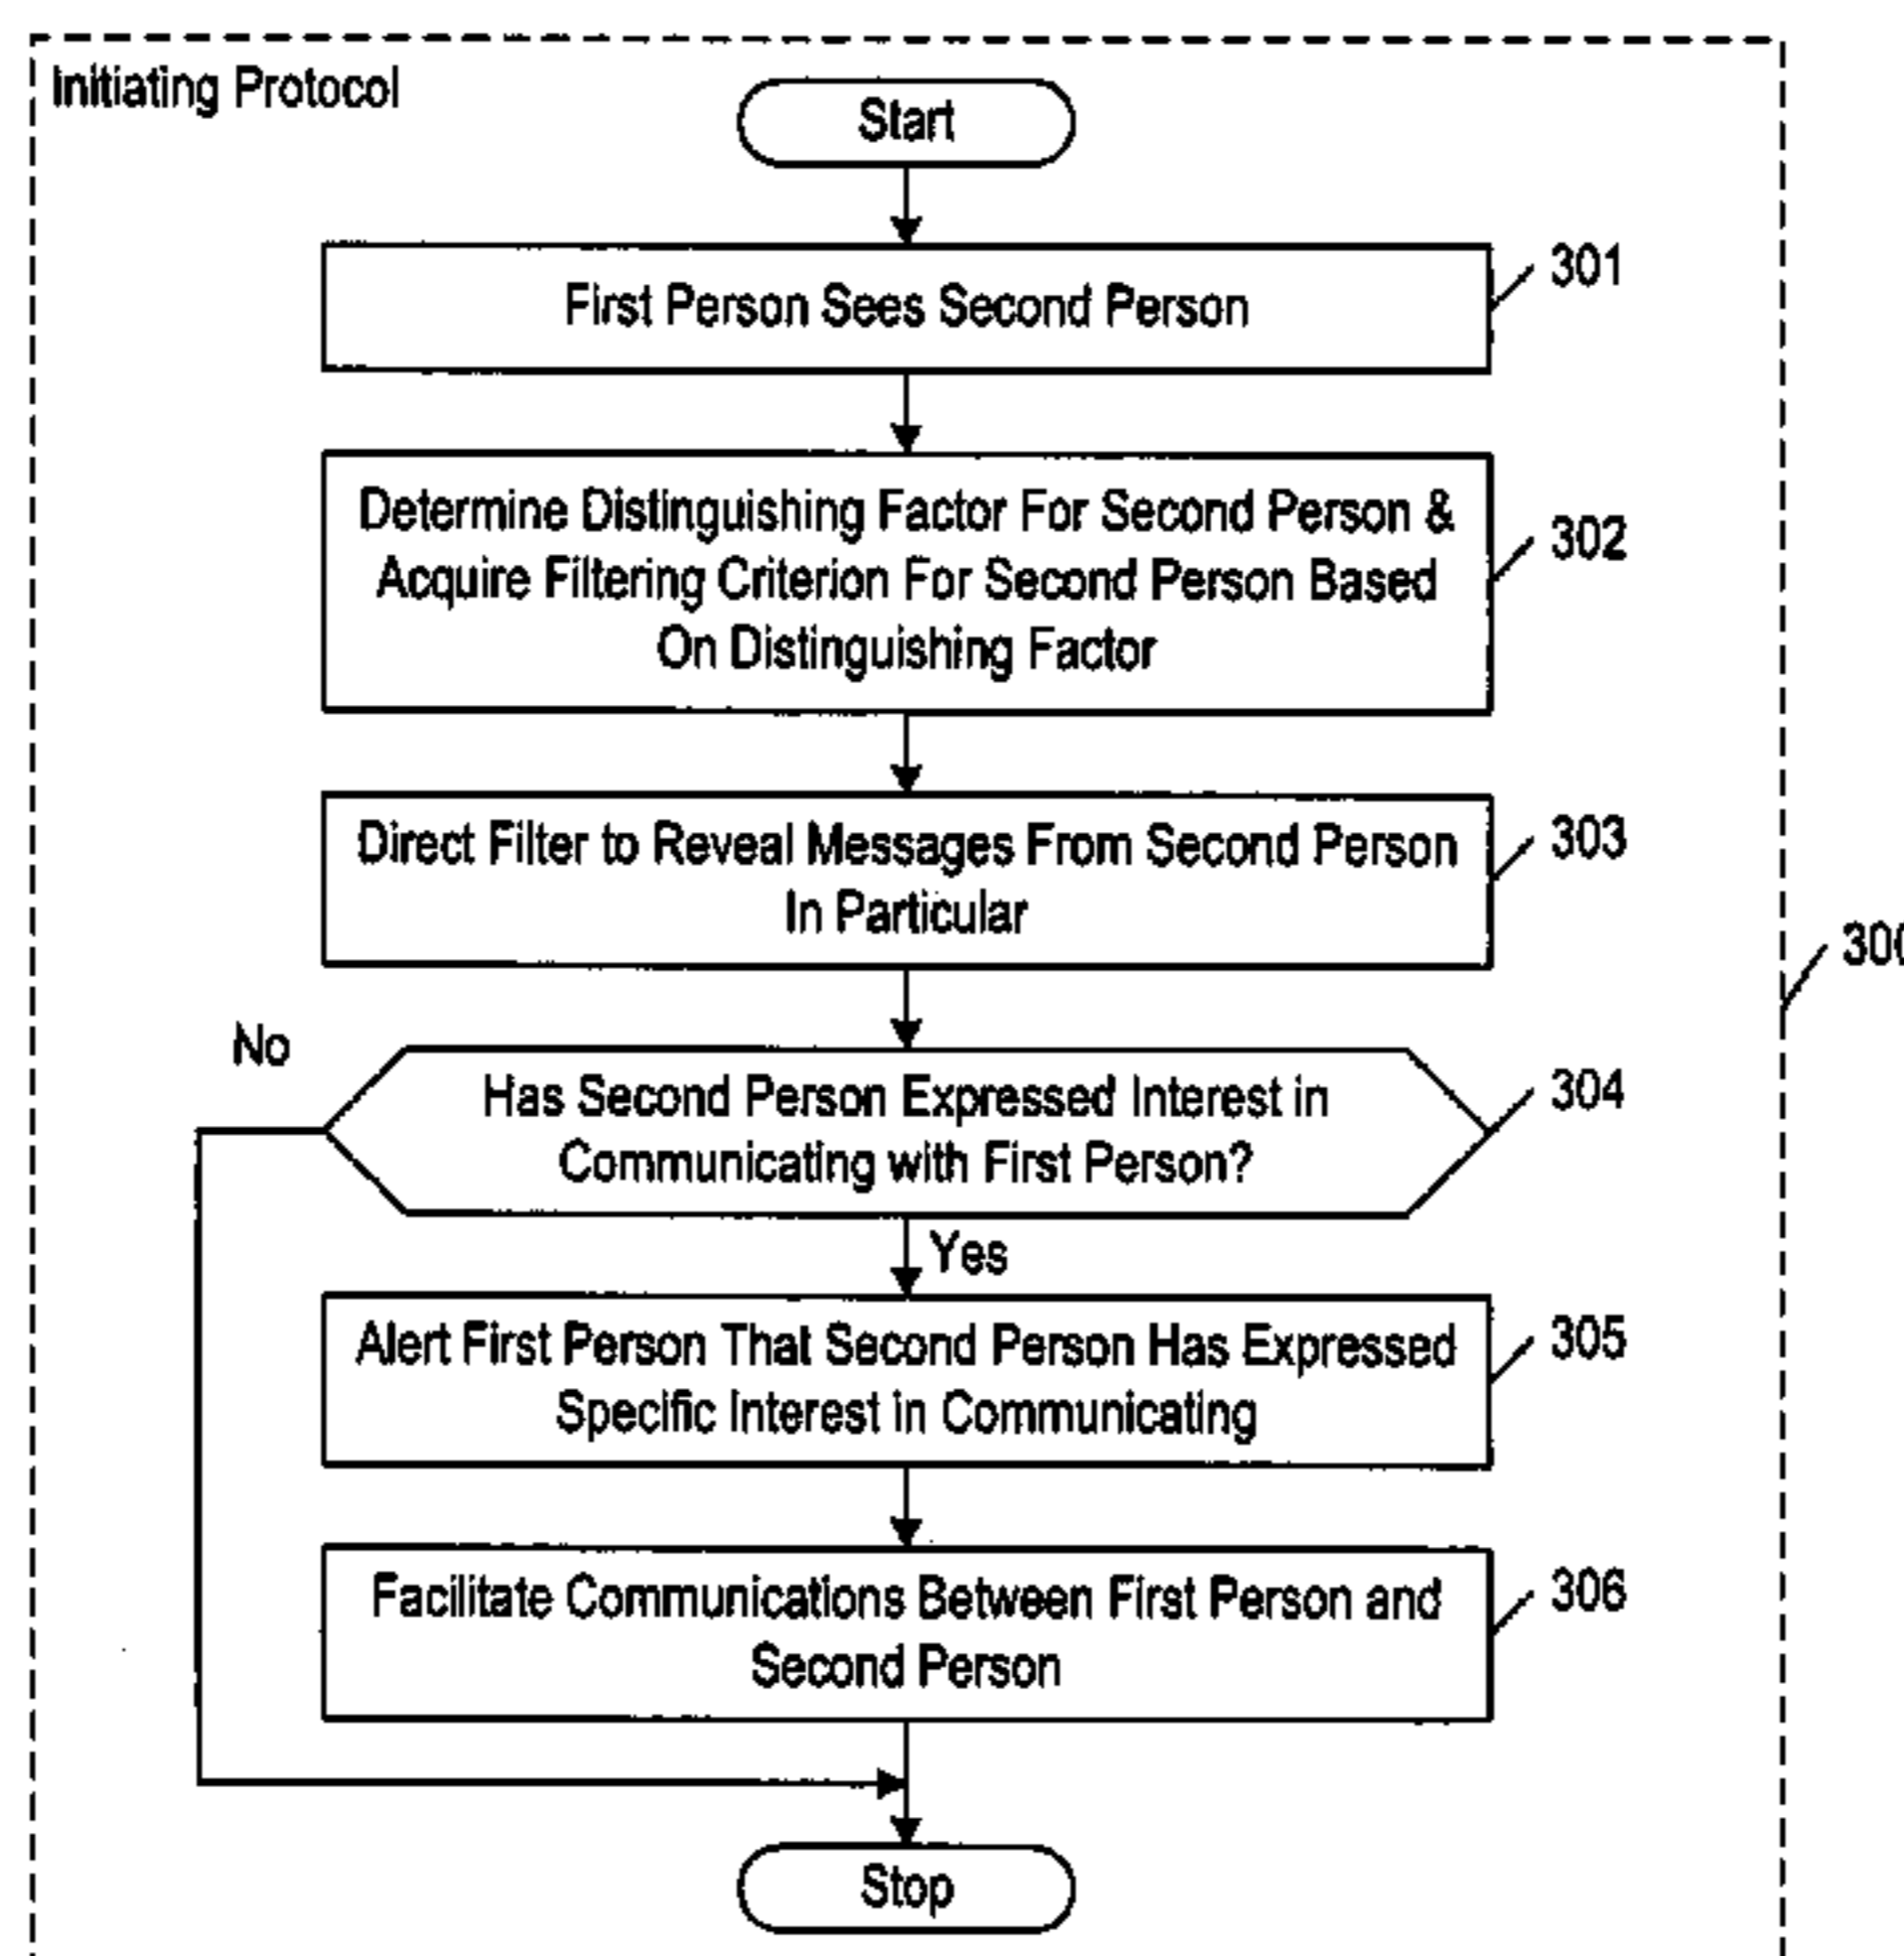 Initiating Protocol
Start
First Person Sees Second Person
301
Determine Distinguishing Factor For Second Person &
Acquire Filtering Criterion For Second Person Based
On Distinguishing Factor
302
Direct Filter to Reveal Messages From Second Person
In Particular
303
300
No
Has Second Person Expressed Interest in
Communicating with First Person?
304
Yes
Alert First Person That Second Person Has Expressed
Specific Interest in Communicating
305
Facilitate Communications Between First Person and
Second Person
306
Stop